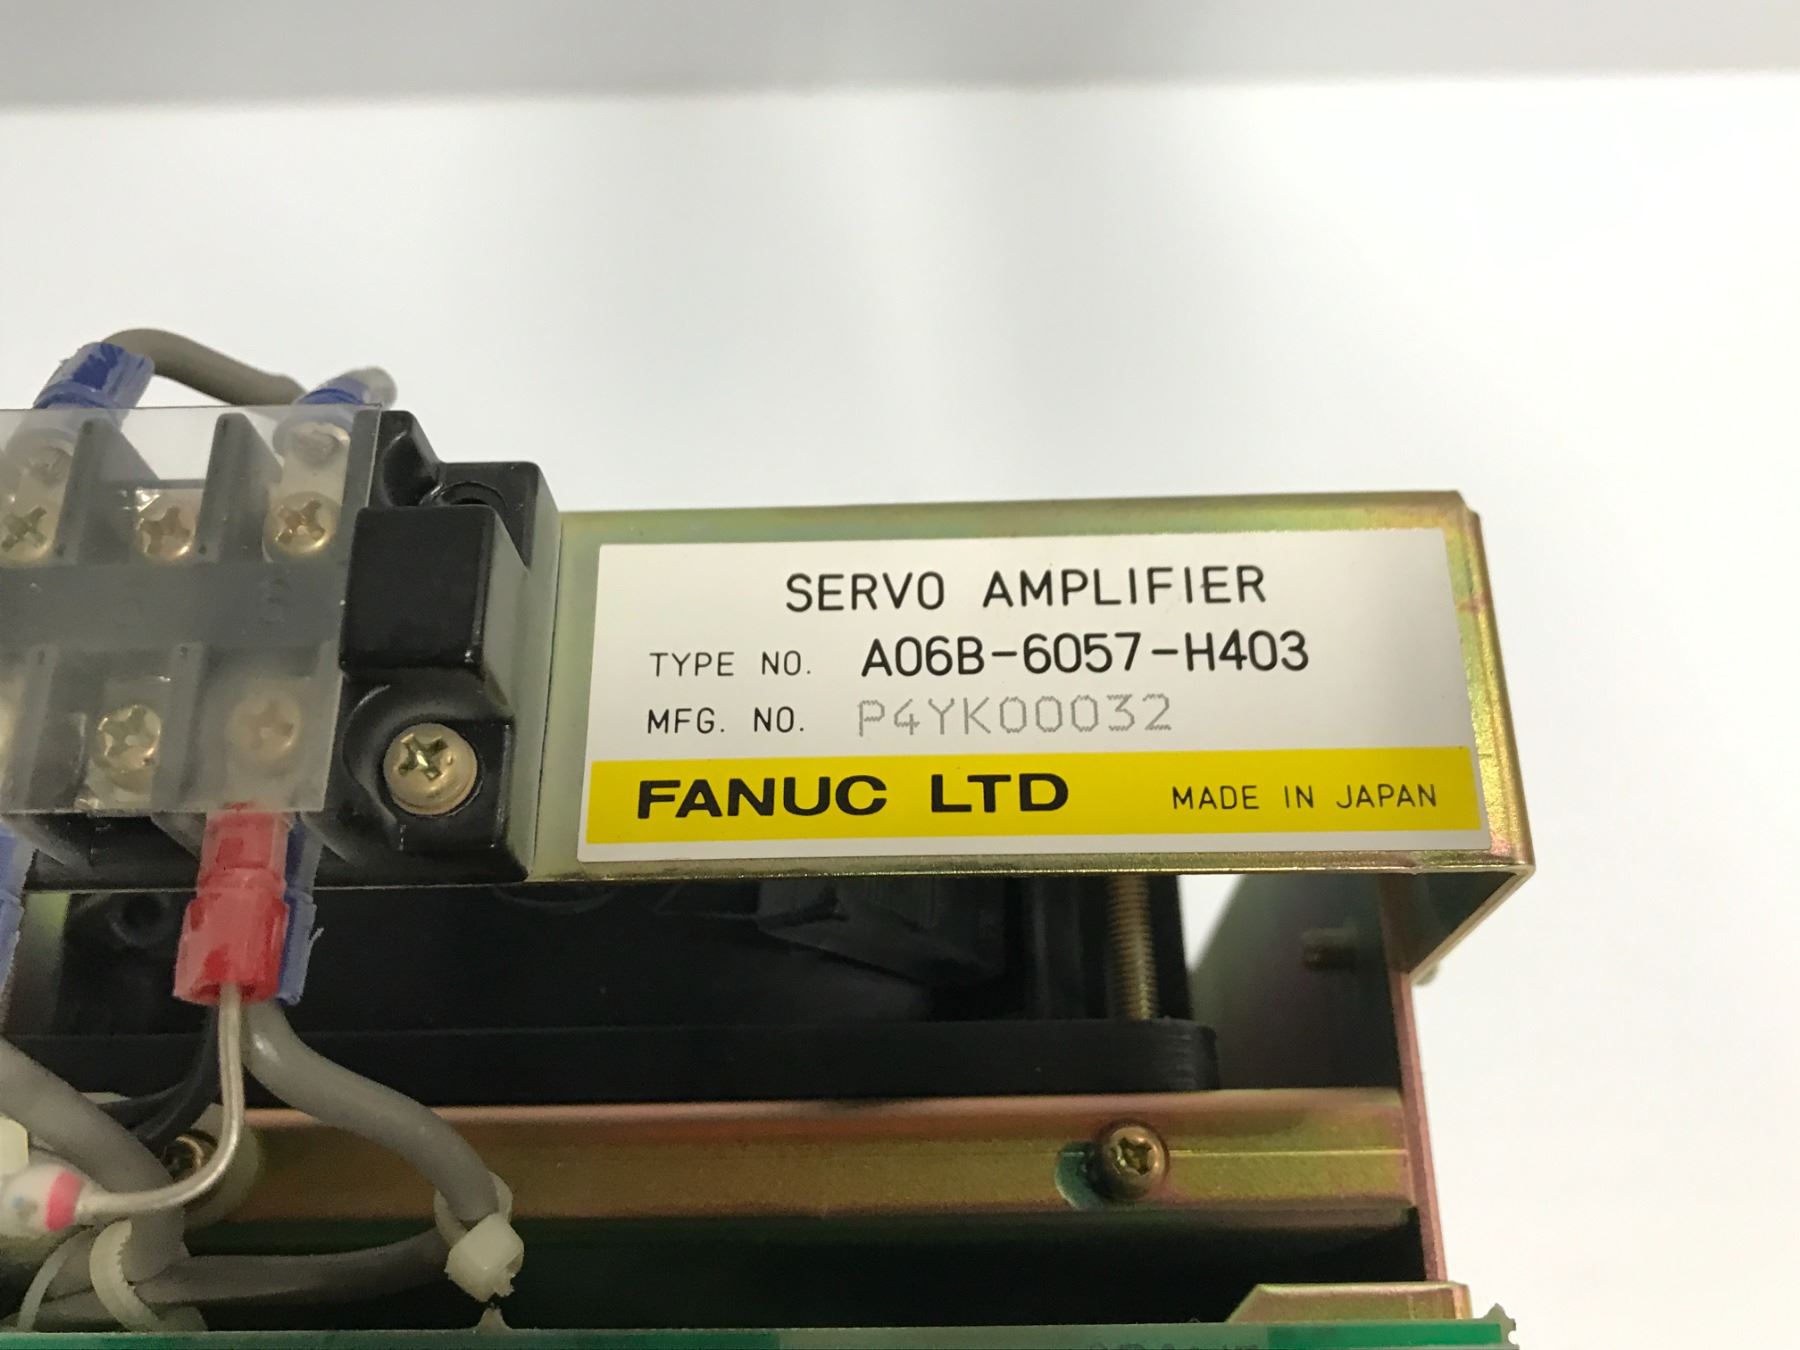 SERVO AMPLIFIER
TYPE NO. A06B-6057-H403
MFG. NO. P4YK00032
FANUC LTD MADE IN JAPAN